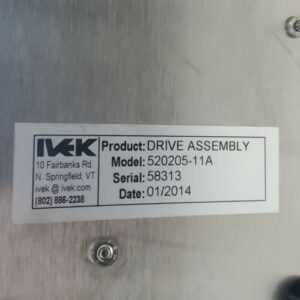 IVEK
10 Fairbanks Rd.
N. Springfield, VT
ivek @ ivek.com
(802) 886-2238
Product: DRIVE ASSEMBLY
Model: 520205-11A
Serial: 58313
Date: 01/2014